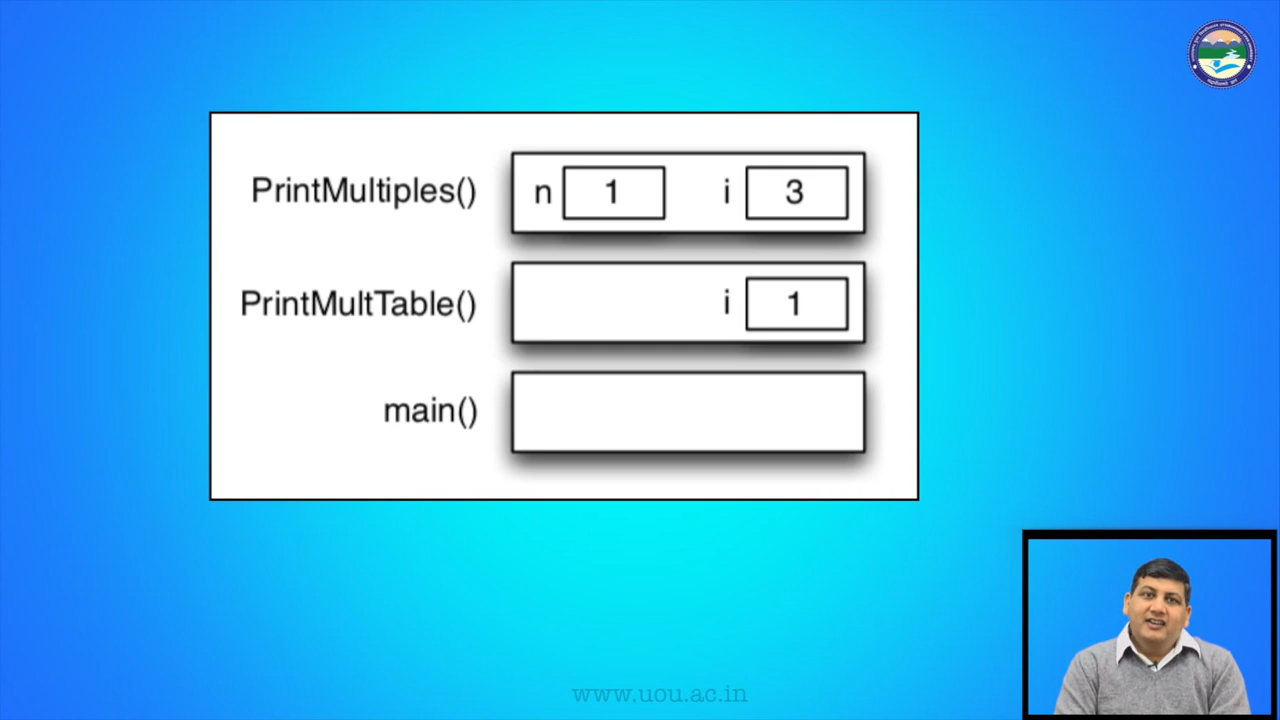 PrintMultiples() n 1 i 3
PrintMultTable() i 1
main()
www.uou.ac.in